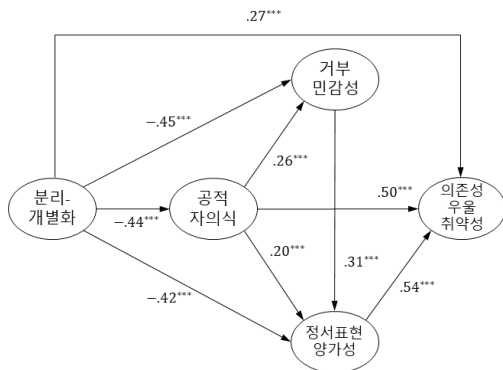 .27***
거부
민감성
−.45***
.26***
분리-
개별화
−.44***
공적
자의식
.50***
의존성
우울
취약성
.20***
.31***
−.42***
.54***
정서표현
양가성